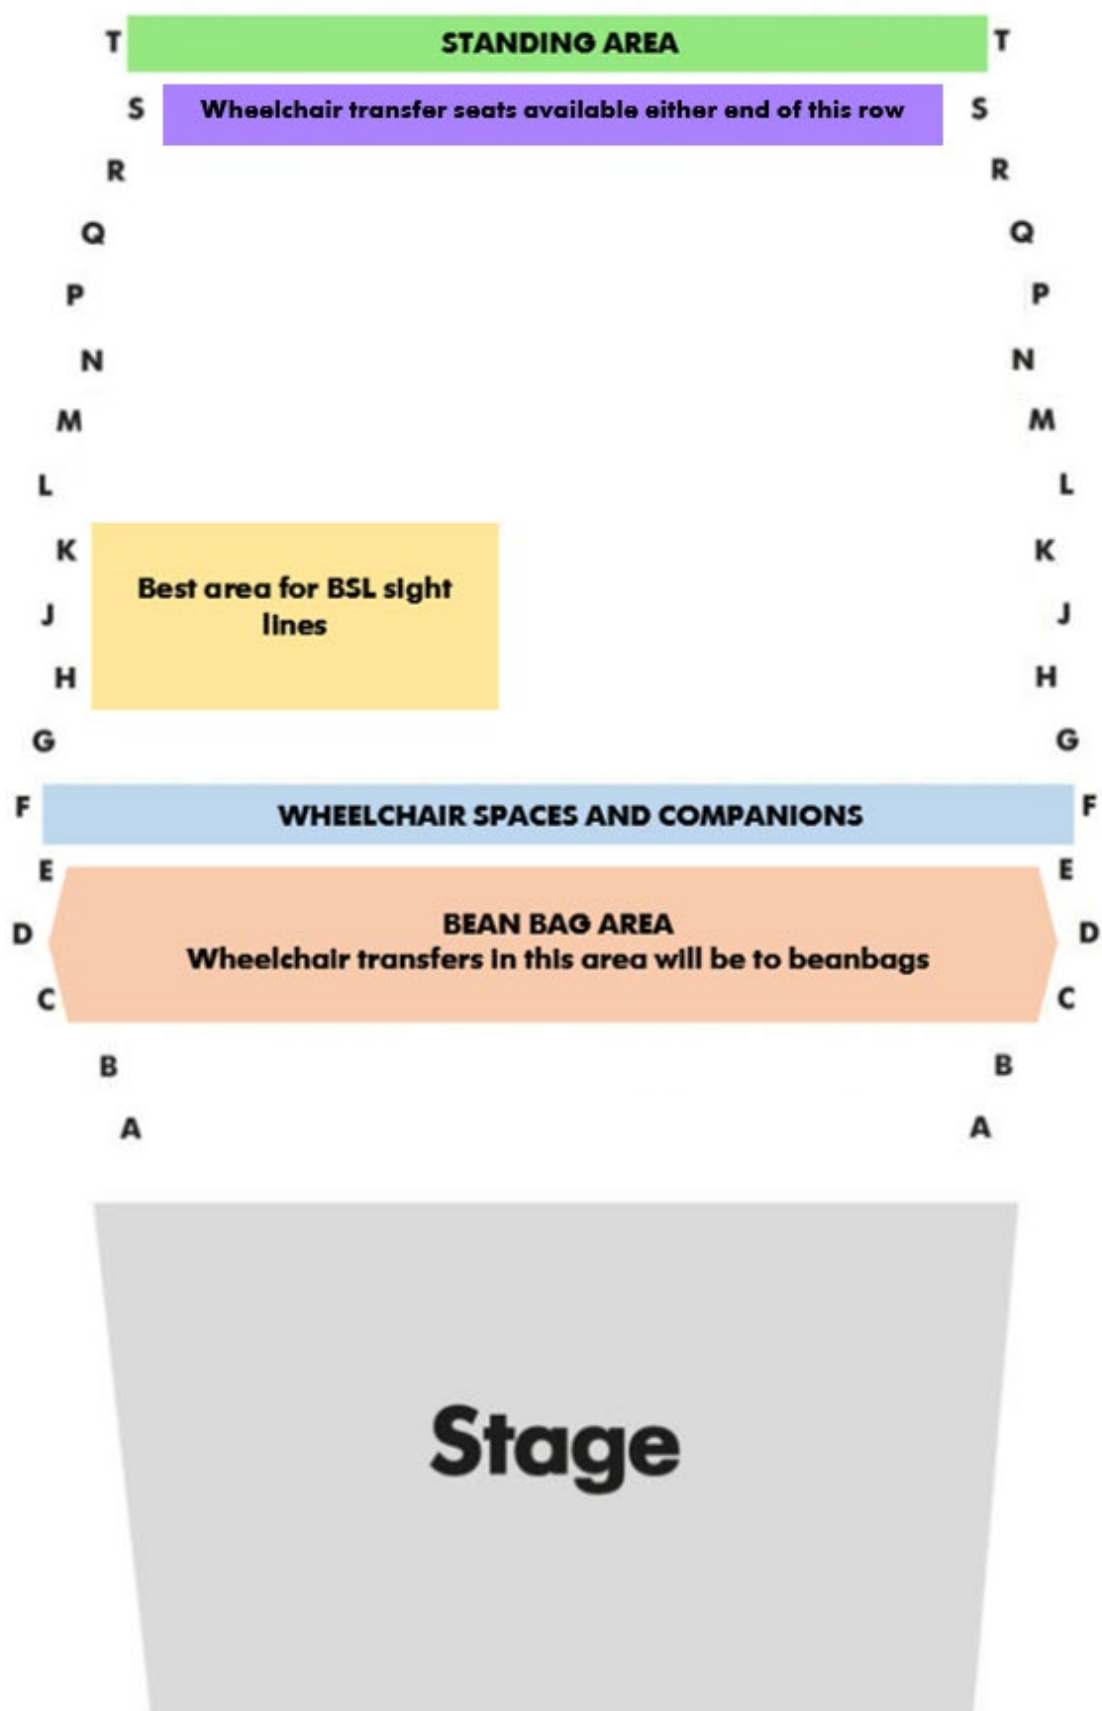 T STANDING AREA T
S Wheelchair transfer seats available either end of this row S
R R
Q Q
P P
N N
M M
L L
K K
Best area for BSL sight
J J
lines
H H
G G
F WHEELCHAIR SPACES AND COMPANIONS F
E E
BEAN BAG AREA
D D
Wheelchair transfers in this area will be to beanbags
C C
B B
A A
Stage